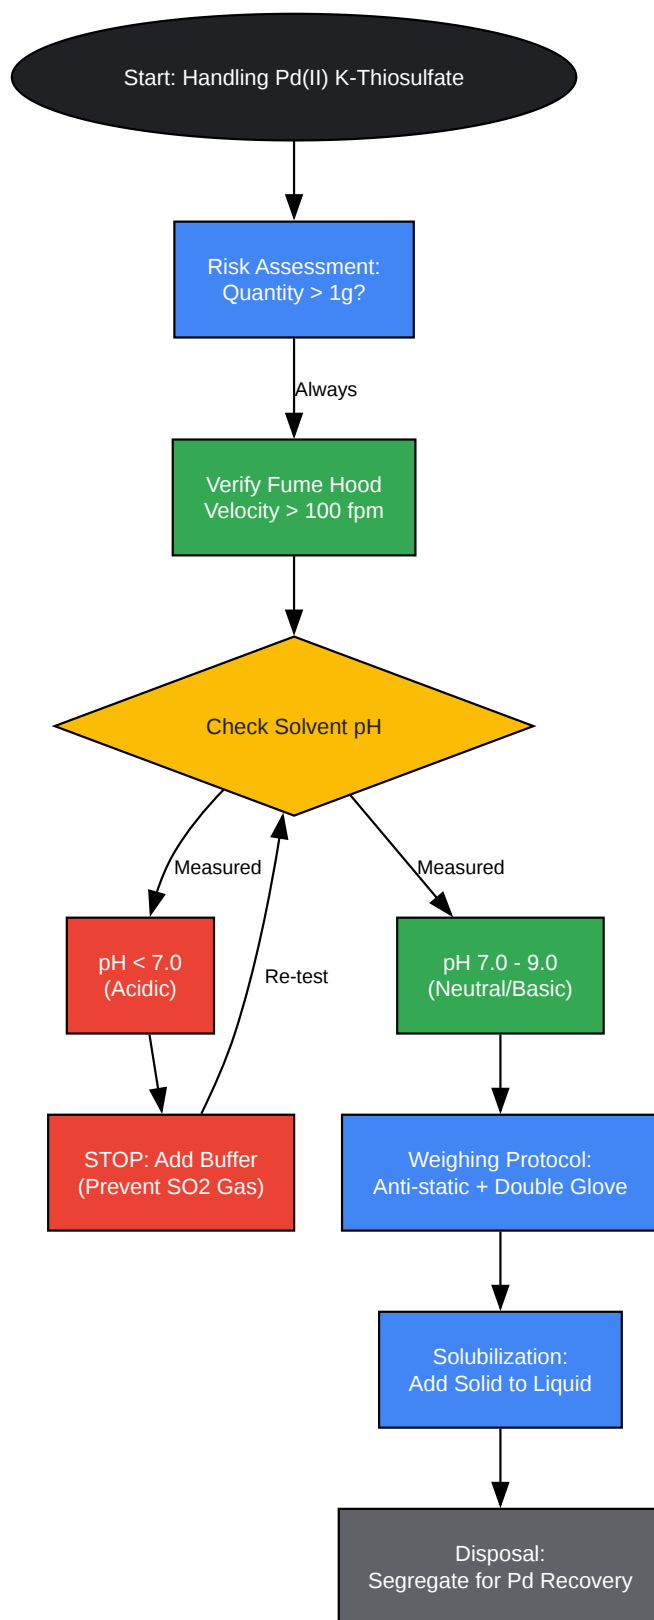 Start: Handling Pd(II) K-Thiosulfate
Risk Assessment:
Quantity > 1g?
Always
Verify Fume Hood
Velocity > 100 fpm
Check Solvent pH
Measured
Measured
pH < 7.0
(Acidic)
Re-test
pH 7.0 - 9.0
(Neutral/Basic)
STOP: Add Buffer
(Prevent SO2 Gas)
Weighing Protocol:
Anti-static + Double Glove
Solubilization:
Add Solid to Liquid
Disposal:
Segregate for Pd Recovery